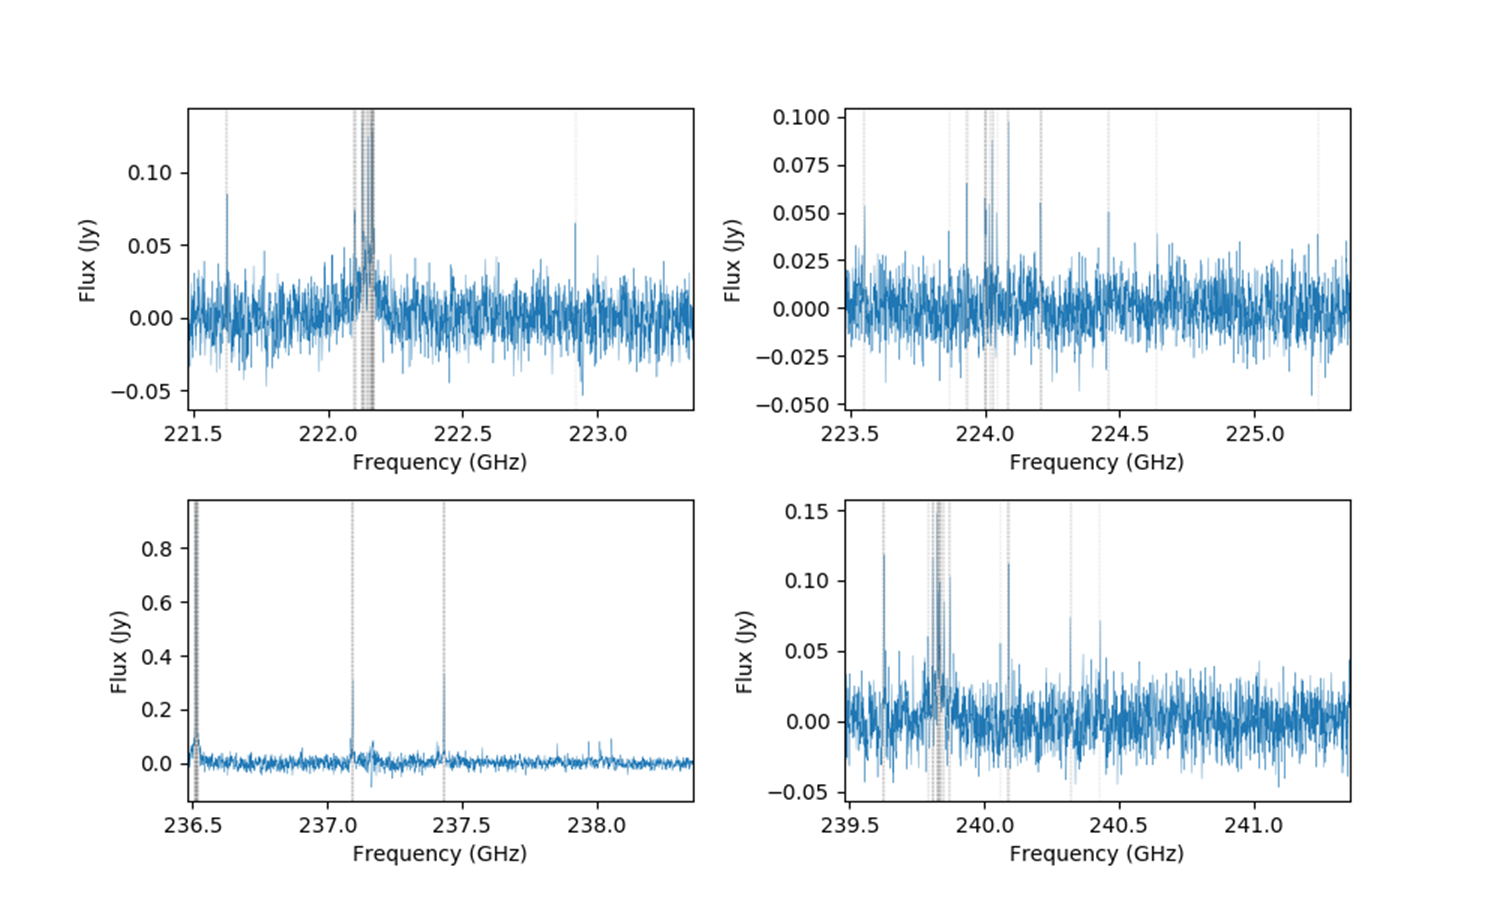 0.10
0.05
0.00
−0.05
Flux (Jy)
221.5 222.0 222.5 223.0
Frequency (GHz)
0.100
0.075
0.050
0.025
0.000
−0.025
−0.050
Flux (Jy)
223.5 224.0 224.5 225.0
Frequency (GHz)
0.8
0.6
0.4
0.2
0.0
Flux (Jy)
236.5 237.0 237.5 238.0
Frequency (GHz)
0.15
0.10
0.05
0.00
−0.05
Flux (Jy)
239.5 240.0 240.5 241.0
Frequency (GHz)